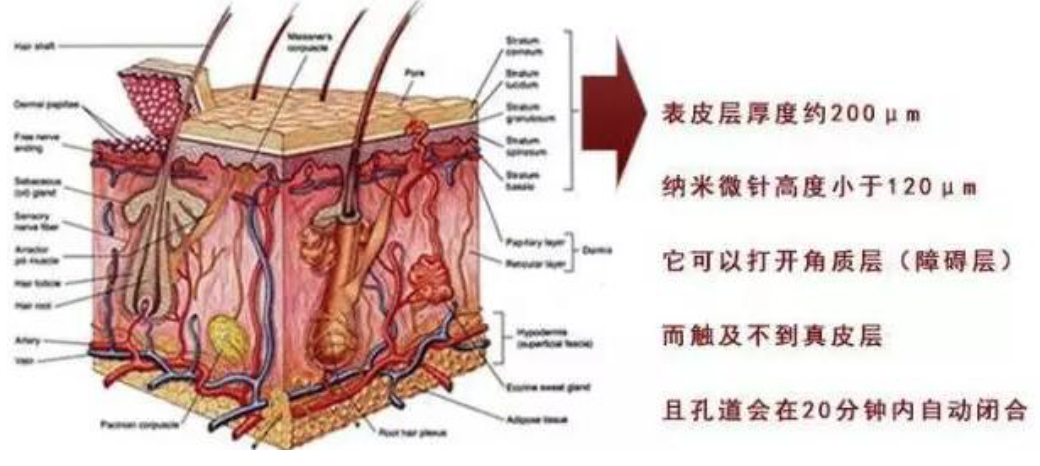 Hair shaft
Dermal papillae
Free nerve
ending
Sebaceous
(oil) gland
Sensory
nerve fiber
Arrector
pili muscle
Hair follicle
Hair root
Artery
Vein
Pacinian corpuscle
Meissner's
corpuscle
Pore
Stratum
corneum
Stratum
lucidum
Stratum
granulosum
Stratum
spinosum
Stratum
basale
Papillary layer
Reticular layer
Dermis
Hypodermis
(superficial fascia)
Eccrine sweat gland
Adipose tissue
Root hair plexus
表皮层厚度约200μm
纳米微针高度小于120μm
它可以打开角质层（障碍层）
而触及不到真皮层
且孔道会在20分钟内自动闭合